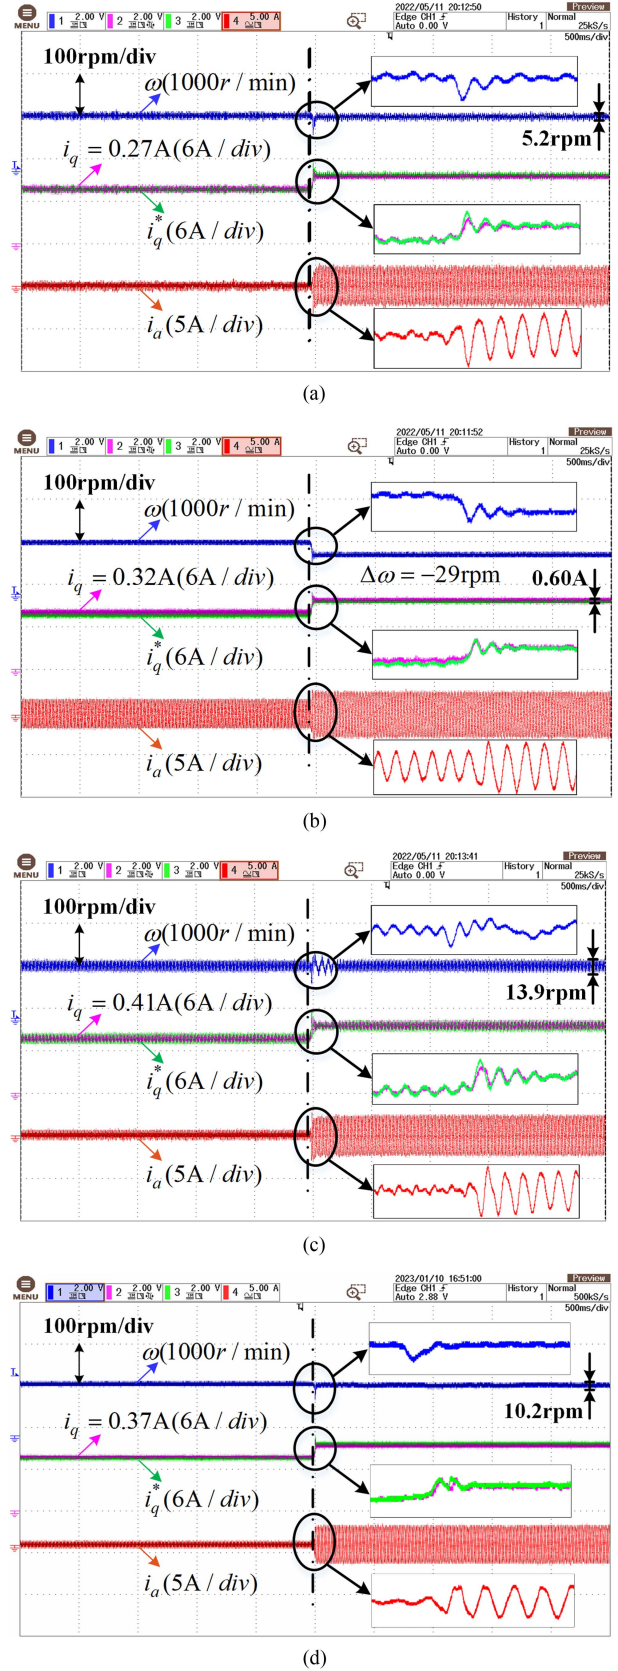 2022/05/11 20:12:50
Preview
MENU
1 2.00 V 2 2.00 V 3 2.00 V 4 5.00 A
Edge CH1
Auto 0.00 V
History
1
Normal
25kS/s
500ms/div
100rpm/div
ω(1000r / min)
5.2rpm
i_q = 0.27A(6A / div)
i_q^*(6A / div)
i_a(5A / div)
(a)
2022/05/11 20:11:52
Preview
MENU
1 2.00 V 2 2.00 V 3 2.00 V 4 5.00 A
Edge CH1
Auto 0.00 V
History
1
Normal
25kS/s
500ms/div
100rpm/div
ω(1000r / min)
i_q = 0.32A(6A / div)
Δω = −29rpm
0.60A
i_q^*(6A / div)
i_a(5A / div)
(b)
2022/05/11 20:13:41
Preview
MENU
1 2.00 V 2 2.00 V 3 2.00 V 4 5.00 A
Edge CH1
Auto 0.00 V
History
1
Normal
25kS/s
500ms/div
100rpm/div
ω(1000r / min)
13.9rpm
i_q = 0.41A(6A / div)
i_q^*(6A / div)
i_a(5A / div)
(c)
2023/01/10 16:51:00
Preview
MENU
1 2.00 V 2 2.00 V 3 2.00 V 4 5.00 A
Edge CH1
Auto 2.88 V
History
1
Normal
500kS/s
500ms/div
100rpm/div
ω(1000r / min)
10.2rpm
i_q = 0.37A(6A / div)
i_q^*(6A / div)
i_a(5A / div)
(d)